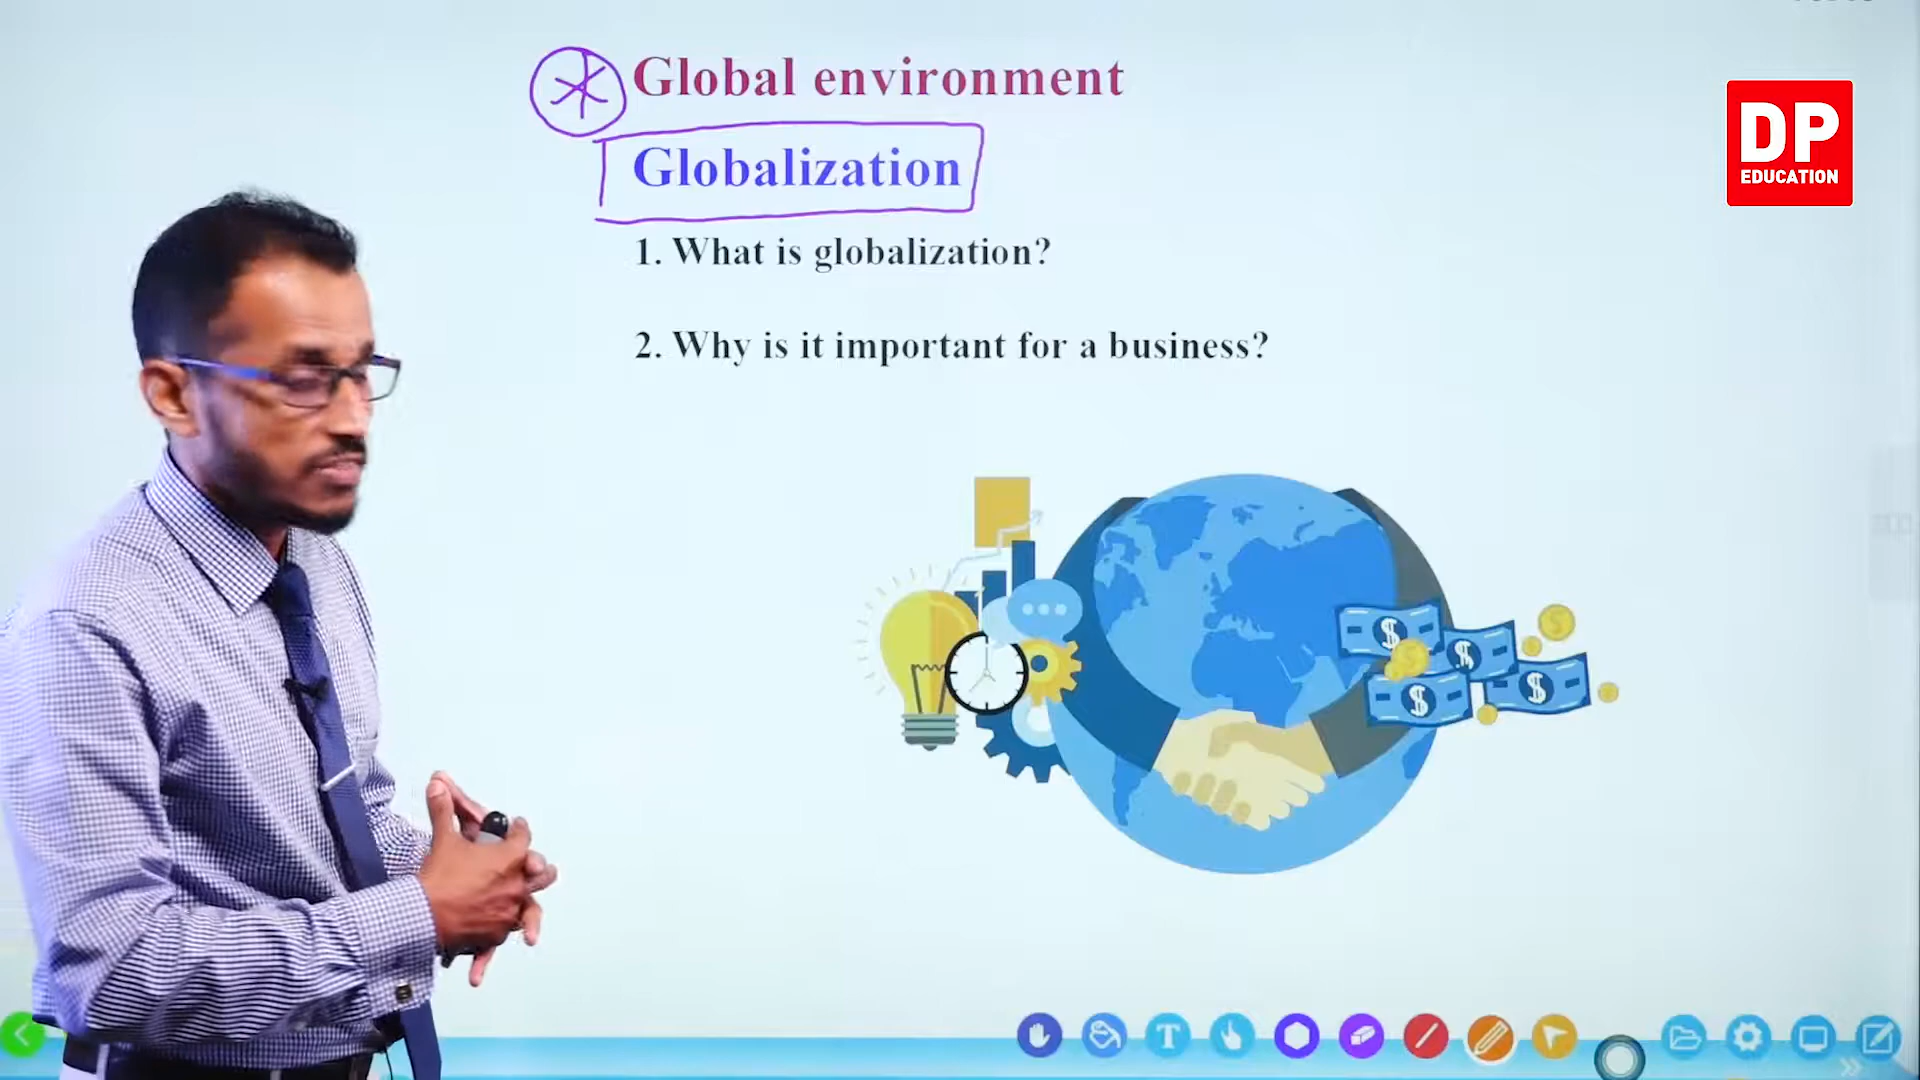 Global environment
DP
EDUCATION
Globalization
1. What is globalization?
2. Why is it important for a business?